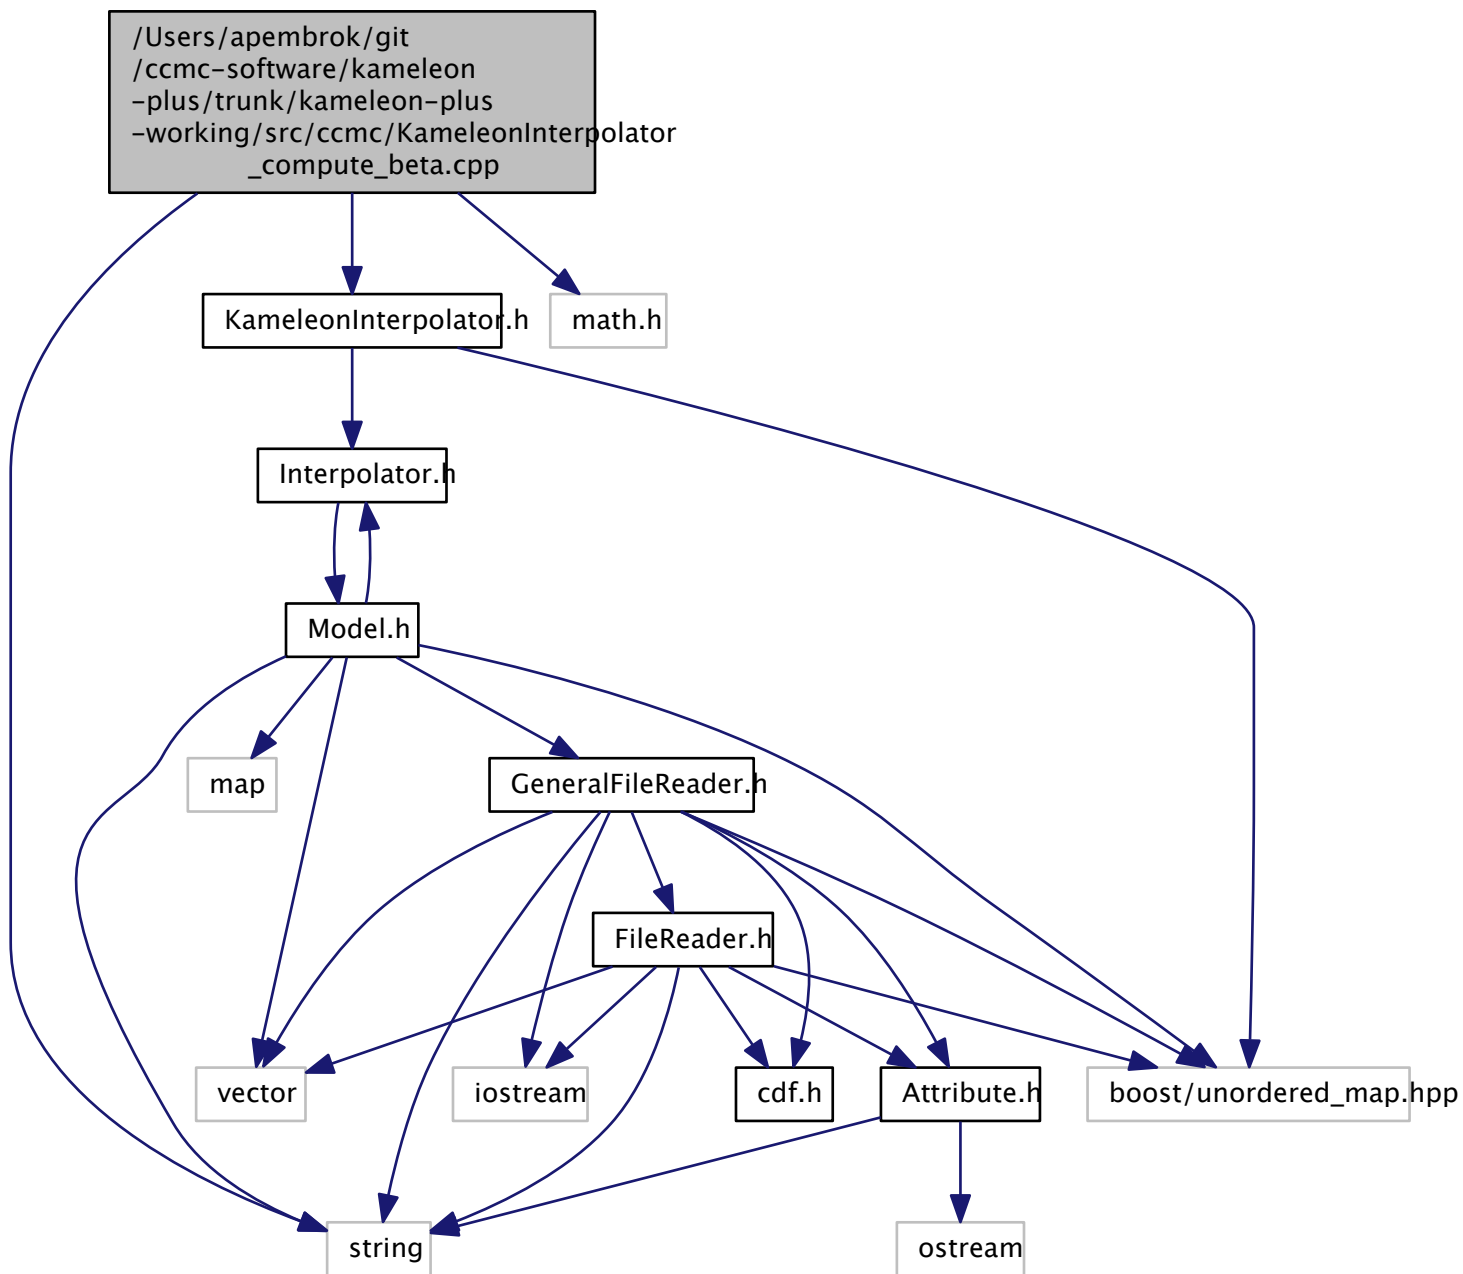 /Users/apembrok/git
/ccmc-software/kameleon
-plus/trunk/kameleon-plus
-working/src/ccmc/KameleonInterpolator
_compute_beta.cpp
KameleonInterpolator.h
math.h
Interpolator.h
Model.h
map
GeneralFileReader.h
FileReader.h
vector
iostream
cdf.h
Attribute.h
boost/unordered_map.hpp
string
ostream